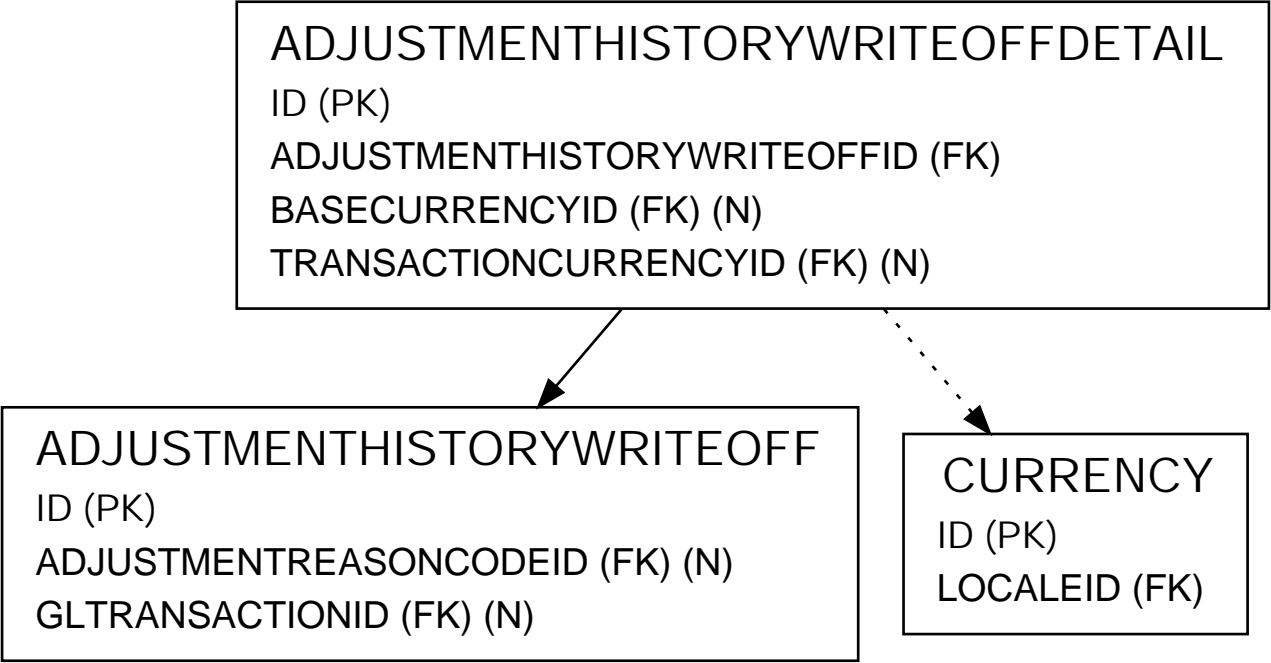 ADJUSTMENTHISTORYWRITEOFFDETAIL
ID (PK)
ADJUSTMENTHISTORYWRITEOFFID (FK)
BASECURRENCYID (FK) (N)
TRANSACTIONCURRENCYID (FK) (N)
ADJUSTMENTHISTORYWRITEOFF
ID (PK)
ADJUSTMENTREASONCODEID (FK) (N)
GLTRANSACTIONID (FK) (N)
CURRENCY
ID (PK)
LOCALEID (FK)